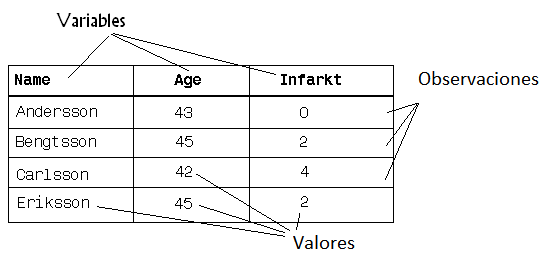 Variables
Name Age Infarkt
Observaciones
Andersson 43 0
Bengtsson 45 2
Carlsson 42 4
Eriksson 45 2
Valores